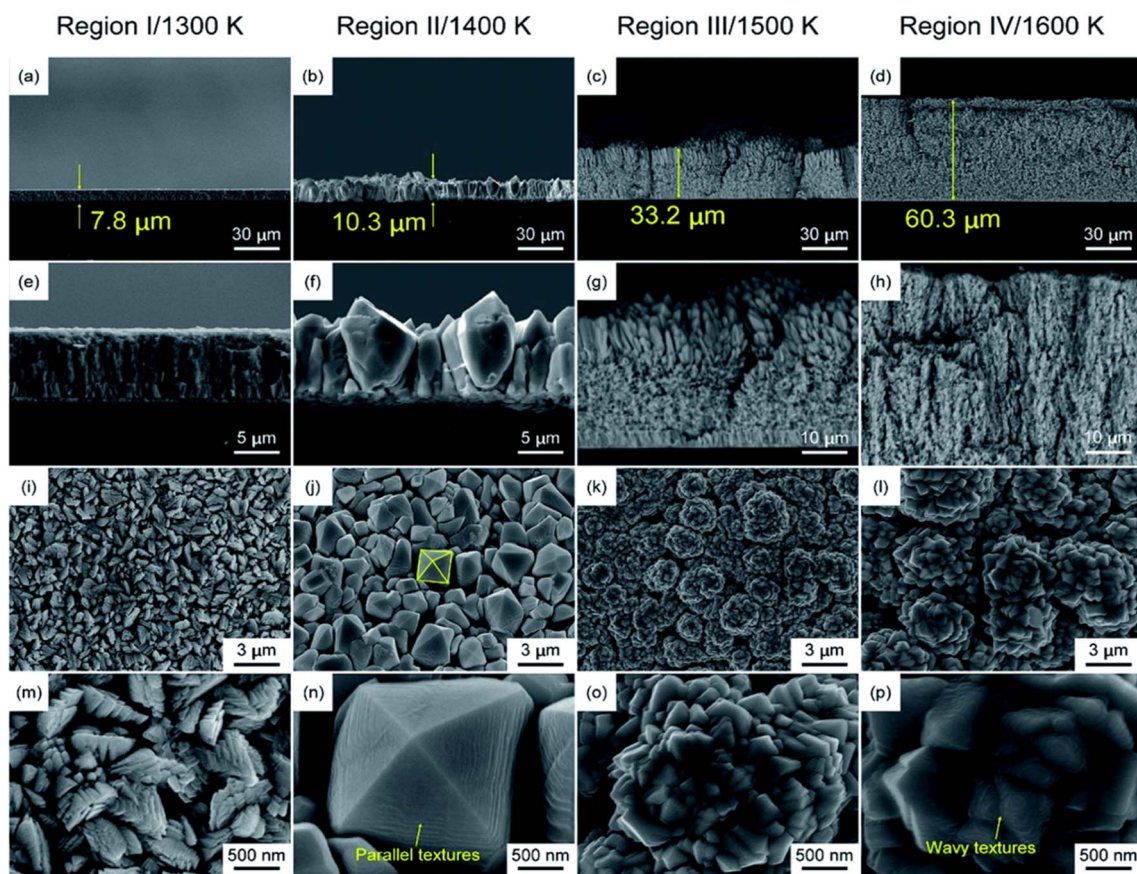 Region I/1300 K
Region II/1400 K
Region III/1500 K
Region IV/1600 K
(a)
7.8 μm
30 μm
(b)
10.3 μm
30 μm
(c)
33.2 μm
30 μm
(d)
60.3 μm
30 μm
(e)
5 μm
(f)
5 μm
(g)
10 μm
(h)
10 μm
(i)
3 μm
(j)
3 μm
(k)
3 μm
(l)
3 μm
(m)
500 nm
(n)
Parallel textures
500 nm
(o)
500 nm
(p)
Wavy textures
500 nm